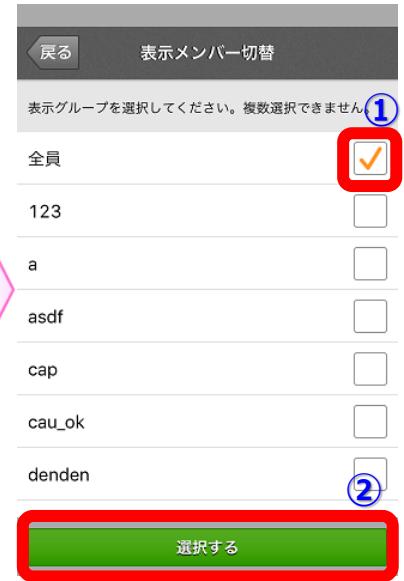 戻る 表示メンバー切替
表示グループを選択してください。複数選択できません。
①
全員
123
a
asdf
cap
cau_ok
denden
②
選択する